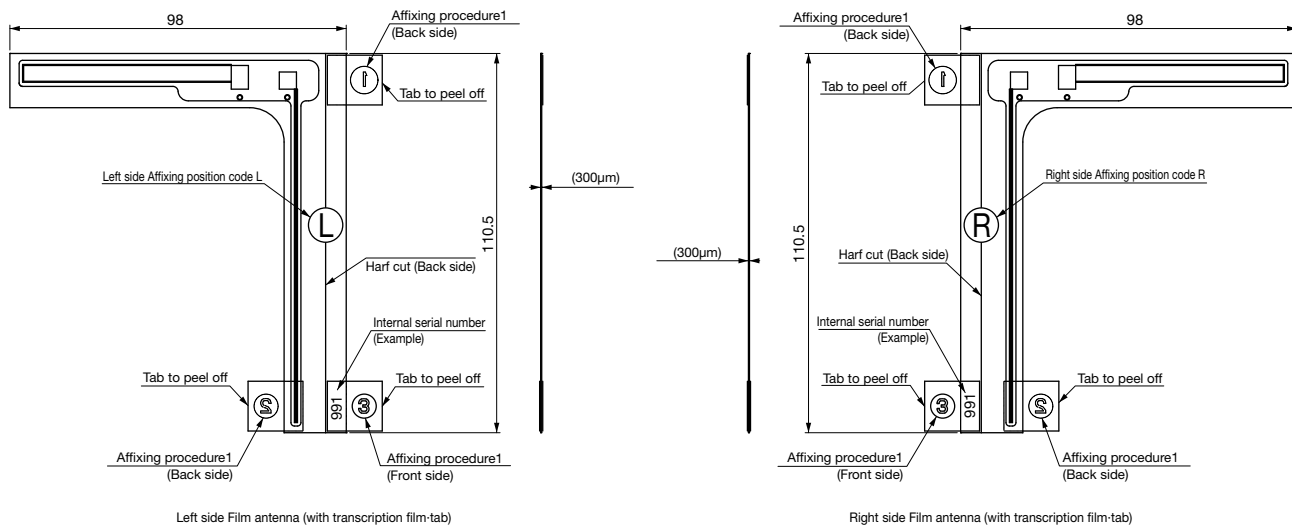 98
Affixing procedure1
(Back side)
1
Tab to peel off
Left side Affixing position code L
L
(300μm)
110.5
Harf cut (Back side)
Internal serial number
(Example)
Tab to peel off
Tab to peel off
2
991
3
Affixing procedure1
(Back side)
Affixing procedure1
(Front side)
Left side Film antenna (with transcription film-tab)
Affixing procedure1
(Back side)
98
1
Tab to peel off
Right side Affixing position code R
R
(300μm)
110.5
Harf cut (Back side)
Internal serial number
(Example)
Tab to peel off
Tab to peel off
3
991
2
Affixing procedure1
(Front side)
Affixing procedure1
(Back side)
Right side Film antenna (with transcription film-tab)